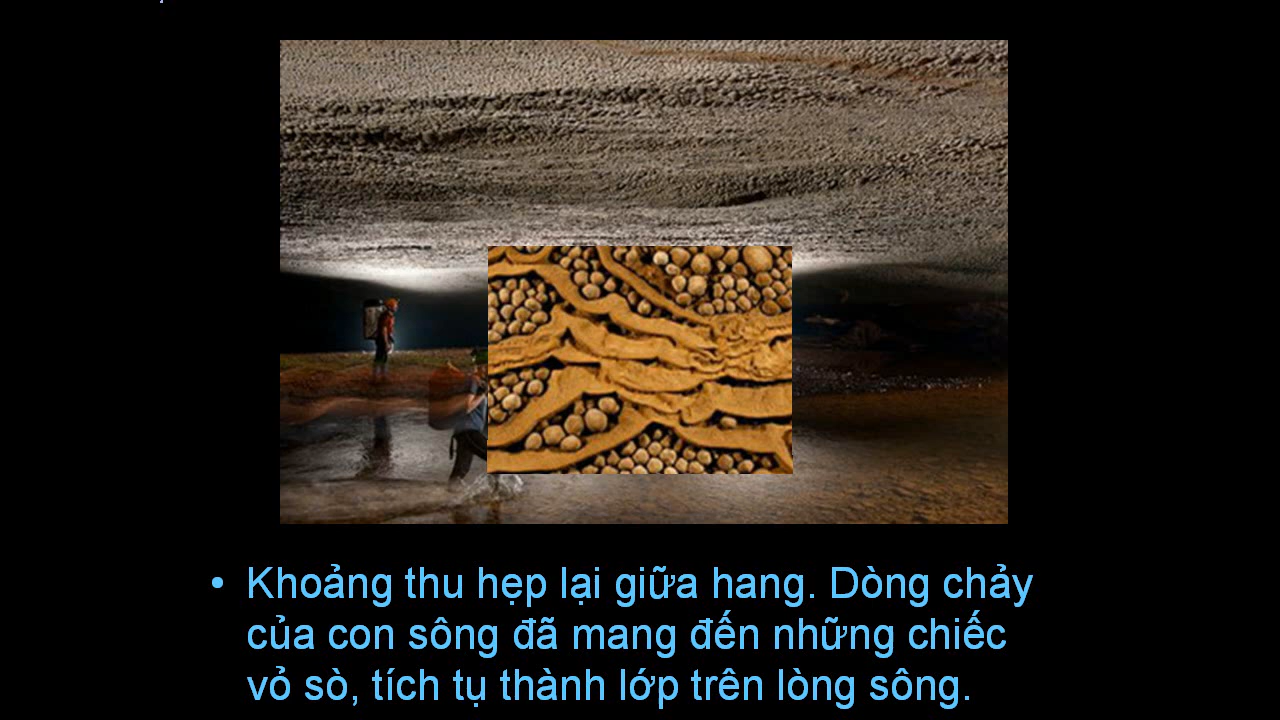 • Khoảng thu hẹp lại giữa hang. Dòng chảy
của con sông đã mang đến những chiếc
vỏ sò, tích tụ thành lớp trên lòng sông.